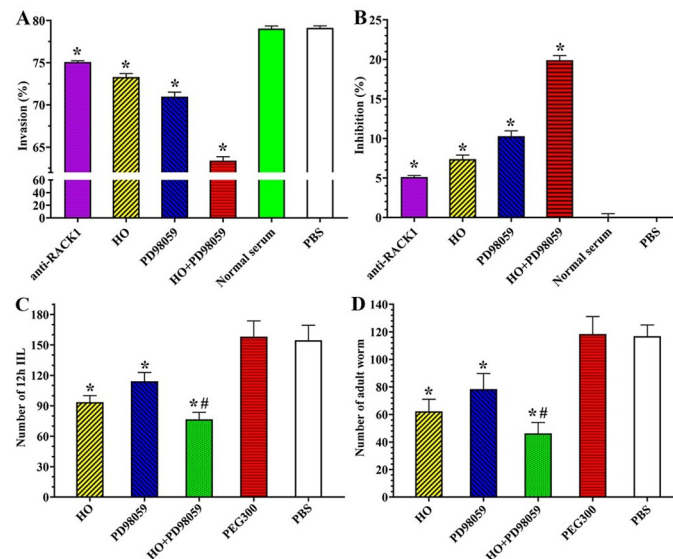 A
Invasion (%)
80
75
70
65
60
40
20
0
*
*
*
*
anti-RACK1
HO
PD98059
HO+PD98059
Normal serum
PBS
B
Inhibition (%)
25
20
15
10
5
0
*
*
*
*
anti-RACK1
HO
PD98059
HO+PD98059
Normal serum
PBS
C
Number of 12h IIL
180
150
120
90
60
30
0
*
*
*#
HO
PD98059
HO+PD98059
PEG300
PBS
D
Number of adult worm
140
120
100
80
60
40
20
0
*
*
*#
HO
PD98059
HO+PD98059
PEG300
PBS